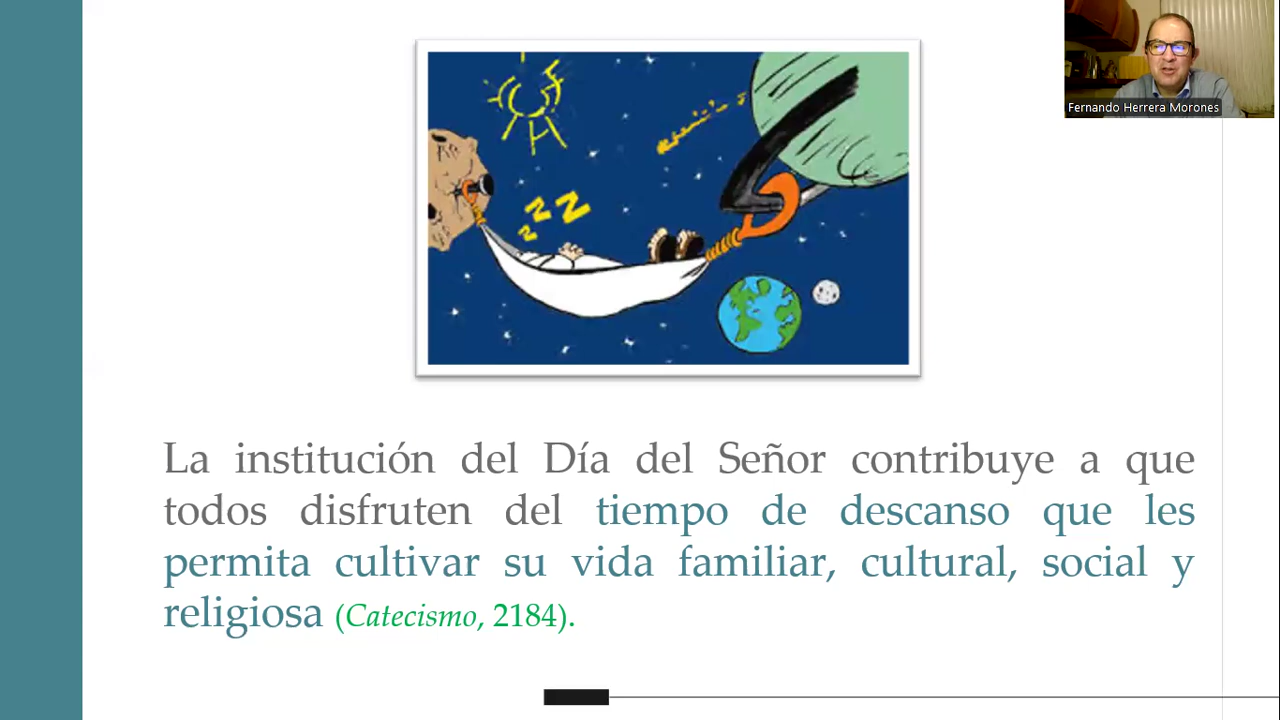 Fernando Herrera Morones
z z z
La institución del Día del Señor contribuye a que
todos disfruten del tiempo de descanso que les
permita cultivar su vida familiar, cultural, social y
religiosa (Catecismo, 2184).